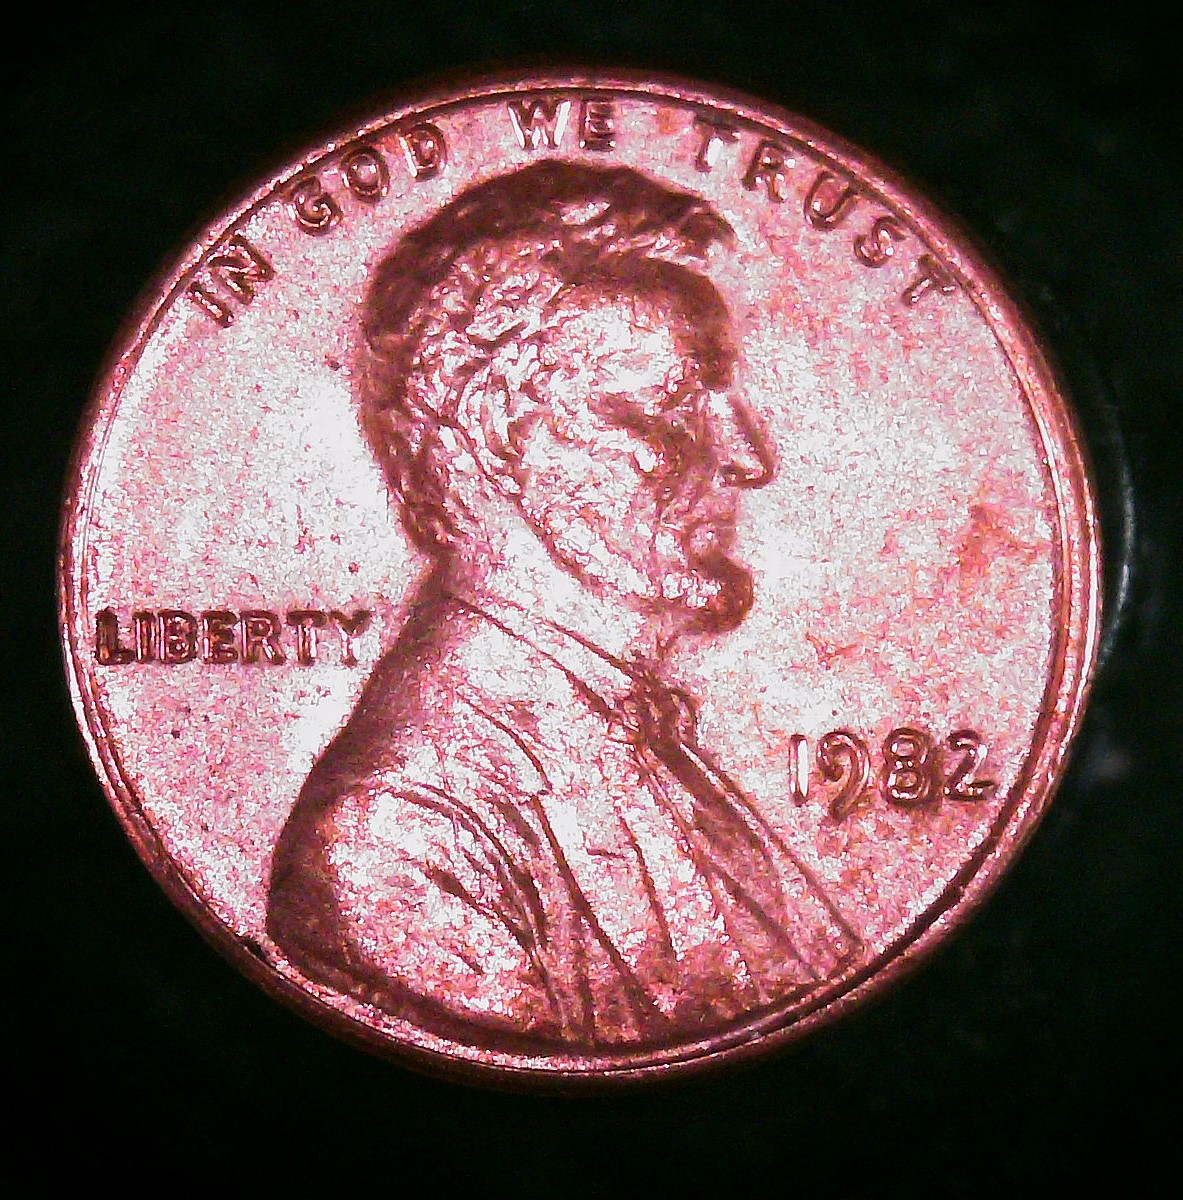 IN GOD WE TRUST
LIBERTY
1982